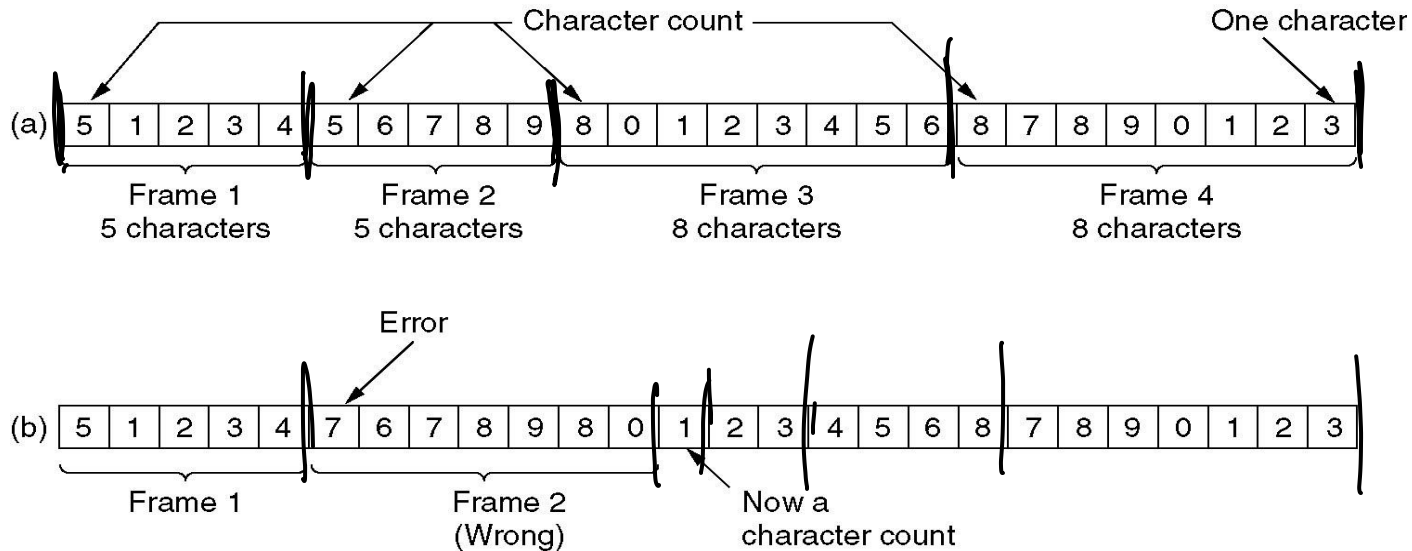 Character count
One character
(a) 5 1 2 3 4 5 6 7 8 9 8 0 1 2 3 4 5 6 8 7 8 9 0 1 2 3
Frame 1 Frame 2 Frame 3 Frame 4
5 characters 5 characters 8 characters 8 characters
Error
(b) 5 1 2 3 4 7 6 7 8 9 8 0 1 2 3 4 5 6 8 7 8 9 0 1 2 3
Frame 1 Frame 2 Now a
(Wrong) character count